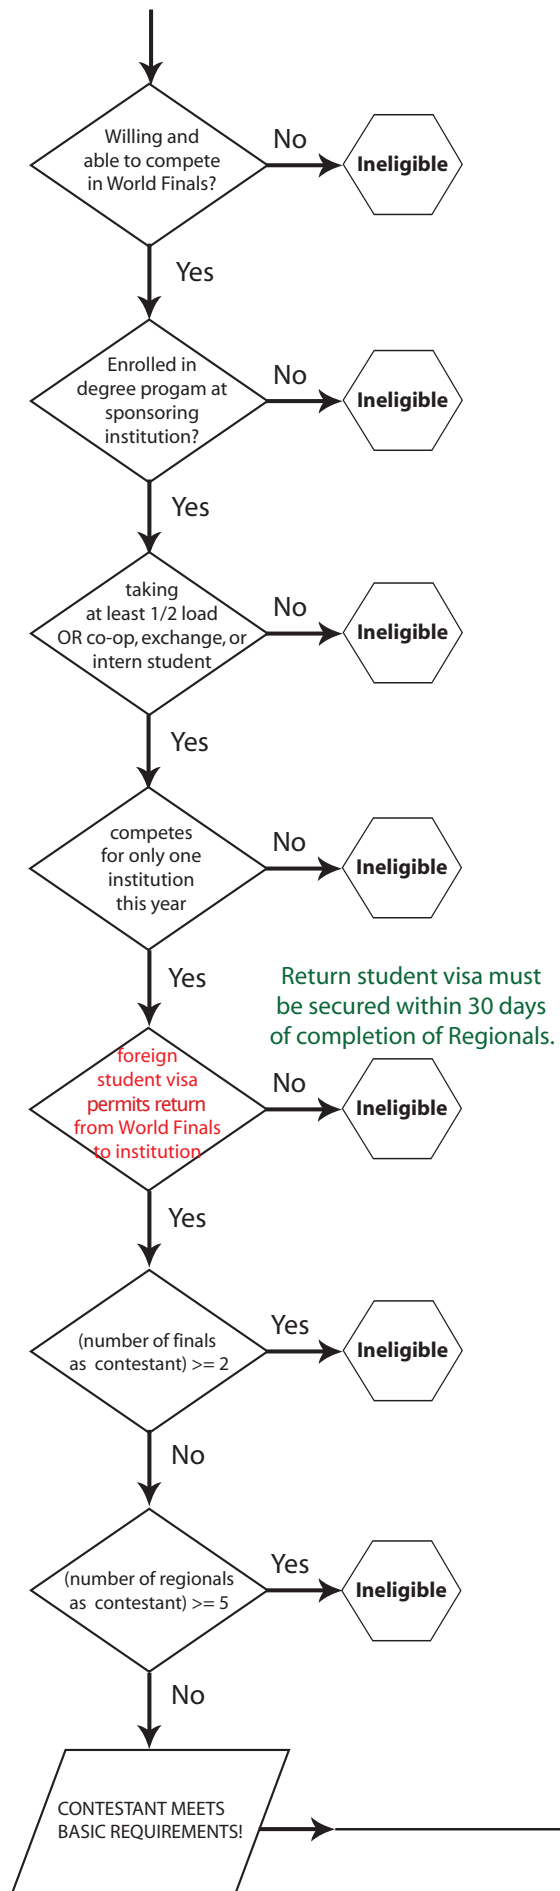 Willing and
able to compete
in World Finals?
No
Ineligible
Yes
Enrolled in
degree progam at
sponsoring
institution?
No
Ineligible
Yes
taking
at least 1/2 load
OR co-op, exchange, or
intern student
No
Ineligible
Yes
competes
for only one
institution
this year
No
Ineligible
Yes
Return student visa must
be secured within 30 days
of completion of Regionals.
foreign
student visa
permits return
from World Finals
to institution
No
Ineligible
Yes
(number of finals
as contestant) >= 2
Yes
Ineligible
No
(number of regionals
as contestant) >= 5
Yes
Ineligible
No
CONTESTANT MEETS
BASIC REQUIREMENTS!